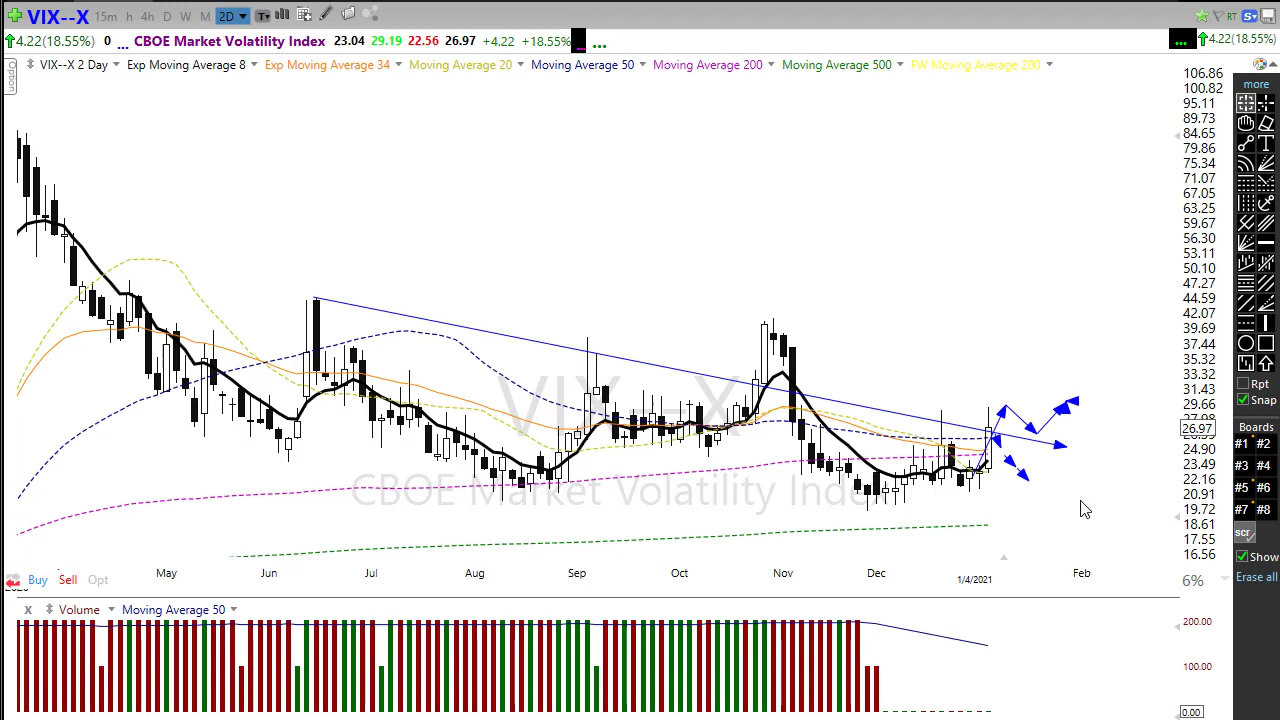 VIX--X 15m h 4h D W M 2D T RT S
4.22(18.55%) 0 ... CBOE Market Volatility Index 23.04 29.19 22.56 26.97 +4.22 +18.55% ... ... 4.22(18.55%)
Option VIX--X 2 Day Exp Moving Average 8 Exp Moving Average 34 Moving Average 20 Moving Average 50 Moving Average 200 Moving Average 500 FW Moving Average 200
106.86
100.82
95.11
89.73
84.65
79.86
75.34
71.07
67.05
63.25
59.67
56.30
53.11
50.10
47.27
44.59
42.07
39.69
37.44
35.32
33.32
31.43
29.66
26.97
24.90
23.49
22.16
20.91
19.72
18.61
17.55
16.56
VIX--X
CBOE Market Volatility Index
more
Rpt
Snap
Boards
#1 #2
#3 #4
#5 #6
#7 #8
scr
Show
Erase all
May Jun Jul Aug Sep Oct Nov Dec 1/4/2021 Feb
Buy Sell Opt 6%
X Volume Moving Average 50
200.00
100.00
0.00